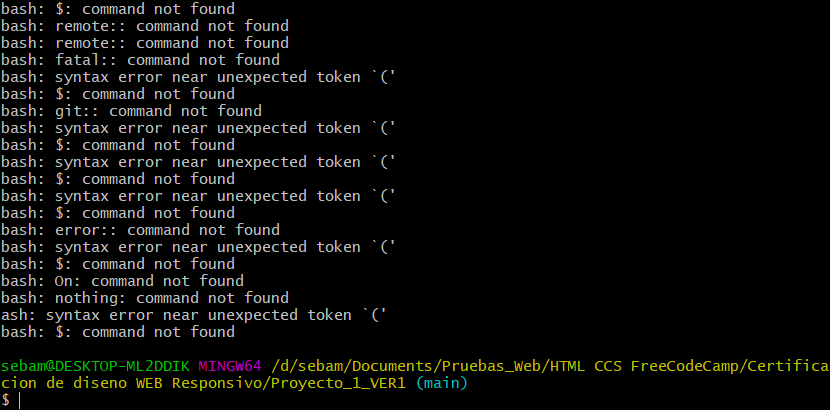 bash: $: command not found
bash: remote:: command not found
bash: remote:: command not found
bash: fatal:: command not found
bash: syntax error near unexpected token `('
bash: $: command not found
bash: git:: command not found
bash: syntax error near unexpected token `('
bash: $: command not found
bash: syntax error near unexpected token `('
bash: $: command not found
bash: syntax error near unexpected token `('
bash: $: command not found
bash: error:: command not found
bash: syntax error near unexpected token `('
bash: $: command not found
bash: On: command not found
bash: nothing: command not found
ash: syntax error near unexpected token `('
bash: $: command not found
sebam@DESKTOP-ML2DDIK MINGW64 /d/sebam/Documents/Pruebas_Web/HTML CCS FreeCodeCamp/Certifica
cion de diseno WEB Responsivo/Proyecto_1_VER1 (main)
$